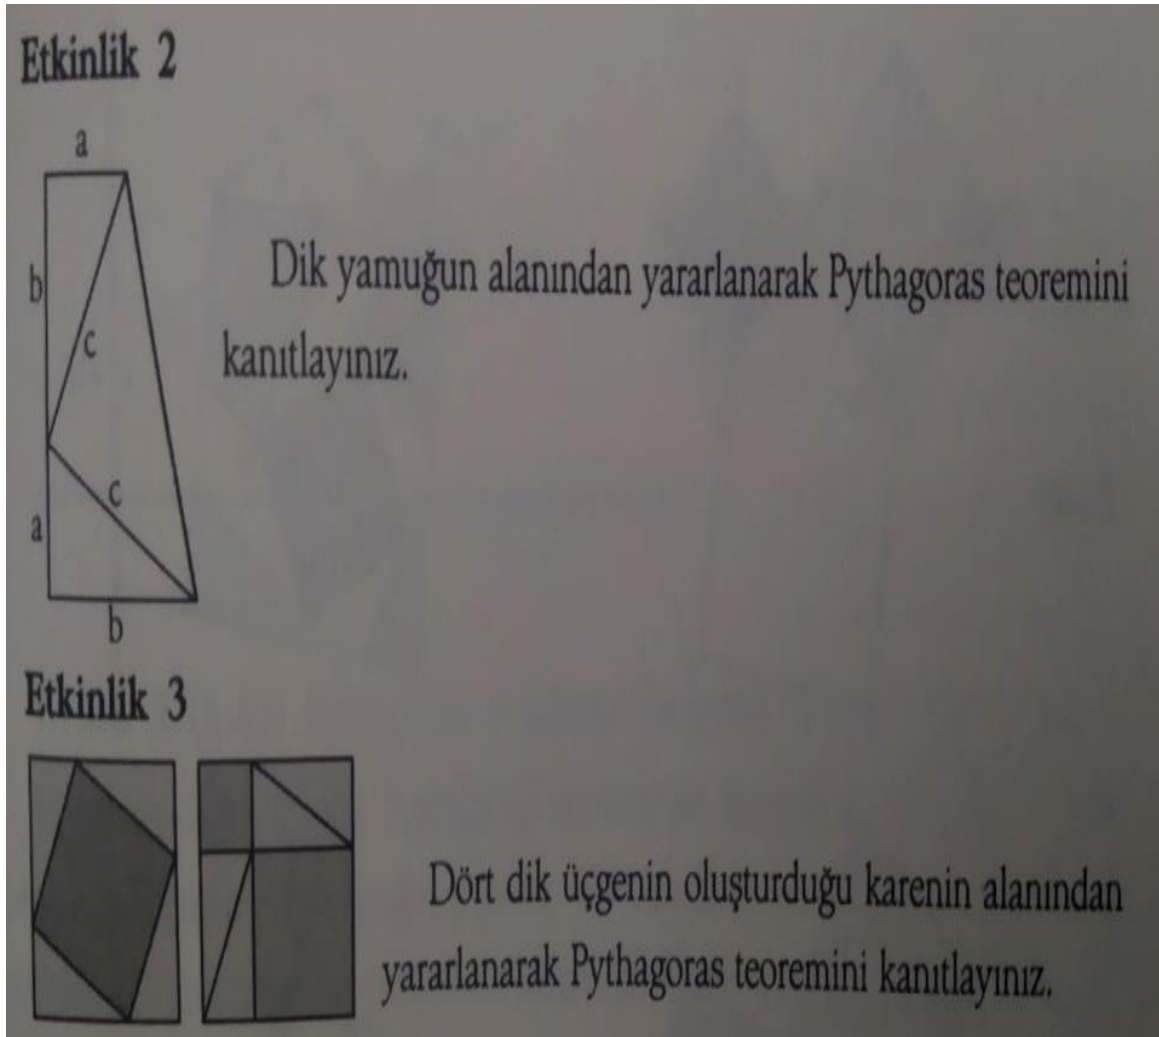 Etkinlik 2
a
b
c
c
a
b
Dik yamuğun alanından yararlanarak Pythagoras teoremini
kanıtlayınız.
Etkinlik 3
Dört dik üçgenin oluşturduğu karenin alanından
yararlanarak Pythagoras teoremini kanıtlayınız.